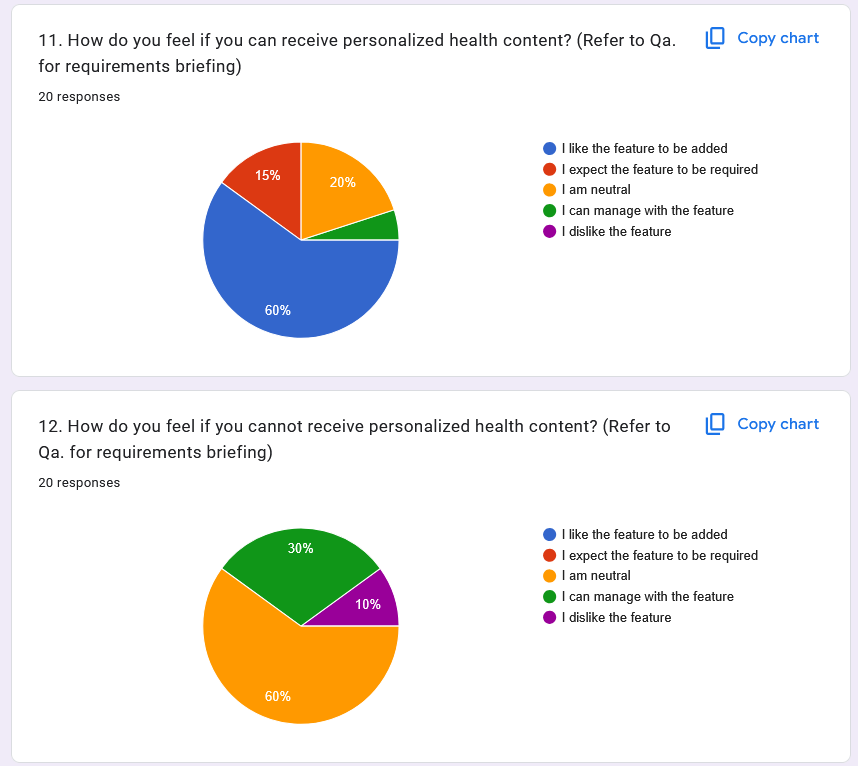 11. How do you feel if you can receive personalized health content? (Refer to Qa.
for requirements briefing)
Copy chart
20 responses
15%
20%
60%
I like the feature to be added
I expect the feature to be required
I am neutral
I can manage with the feature
I dislike the feature
12. How do you feel if you cannot receive personalized health content? (Refer to
Qa. for requirements briefing)
Copy chart
20 responses
30%
10%
60%
I like the feature to be added
I expect the feature to be required
I am neutral
I can manage with the feature
I dislike the feature